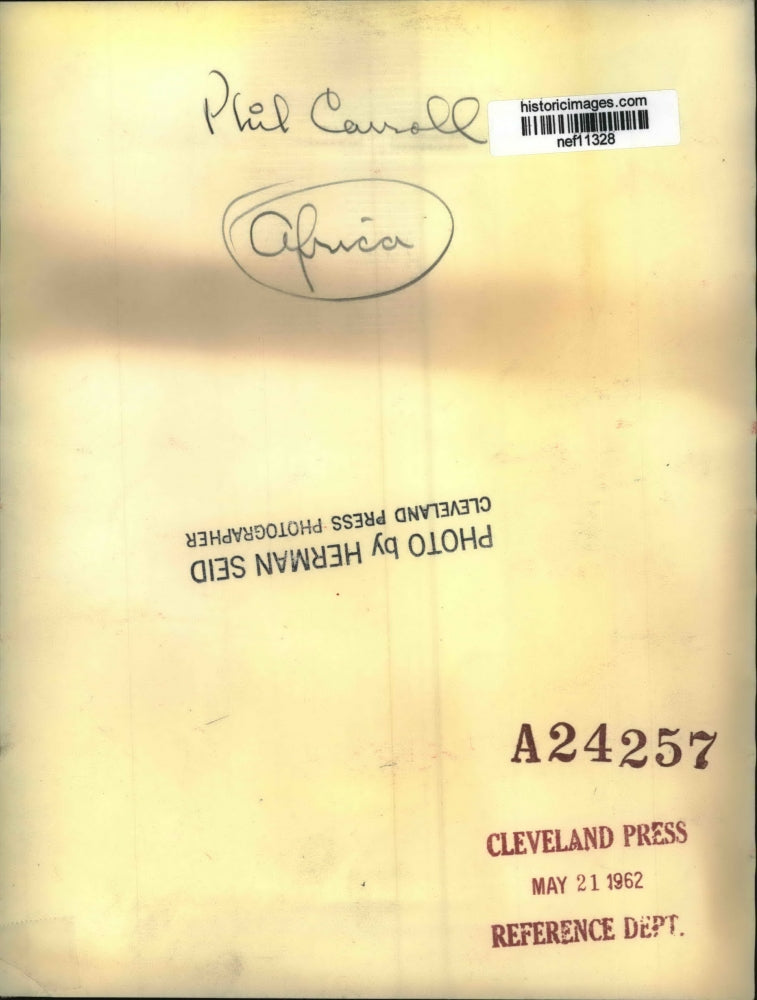 Phil Carroll
historicimages.com
nef11328
Africa
PHOTO by HERMAN SEID
CLEVELAND PRESS PHOTOGRAPHER
A24257
CLEVELAND PRESS
MAY 21 1962
REFERENCE DEPT.